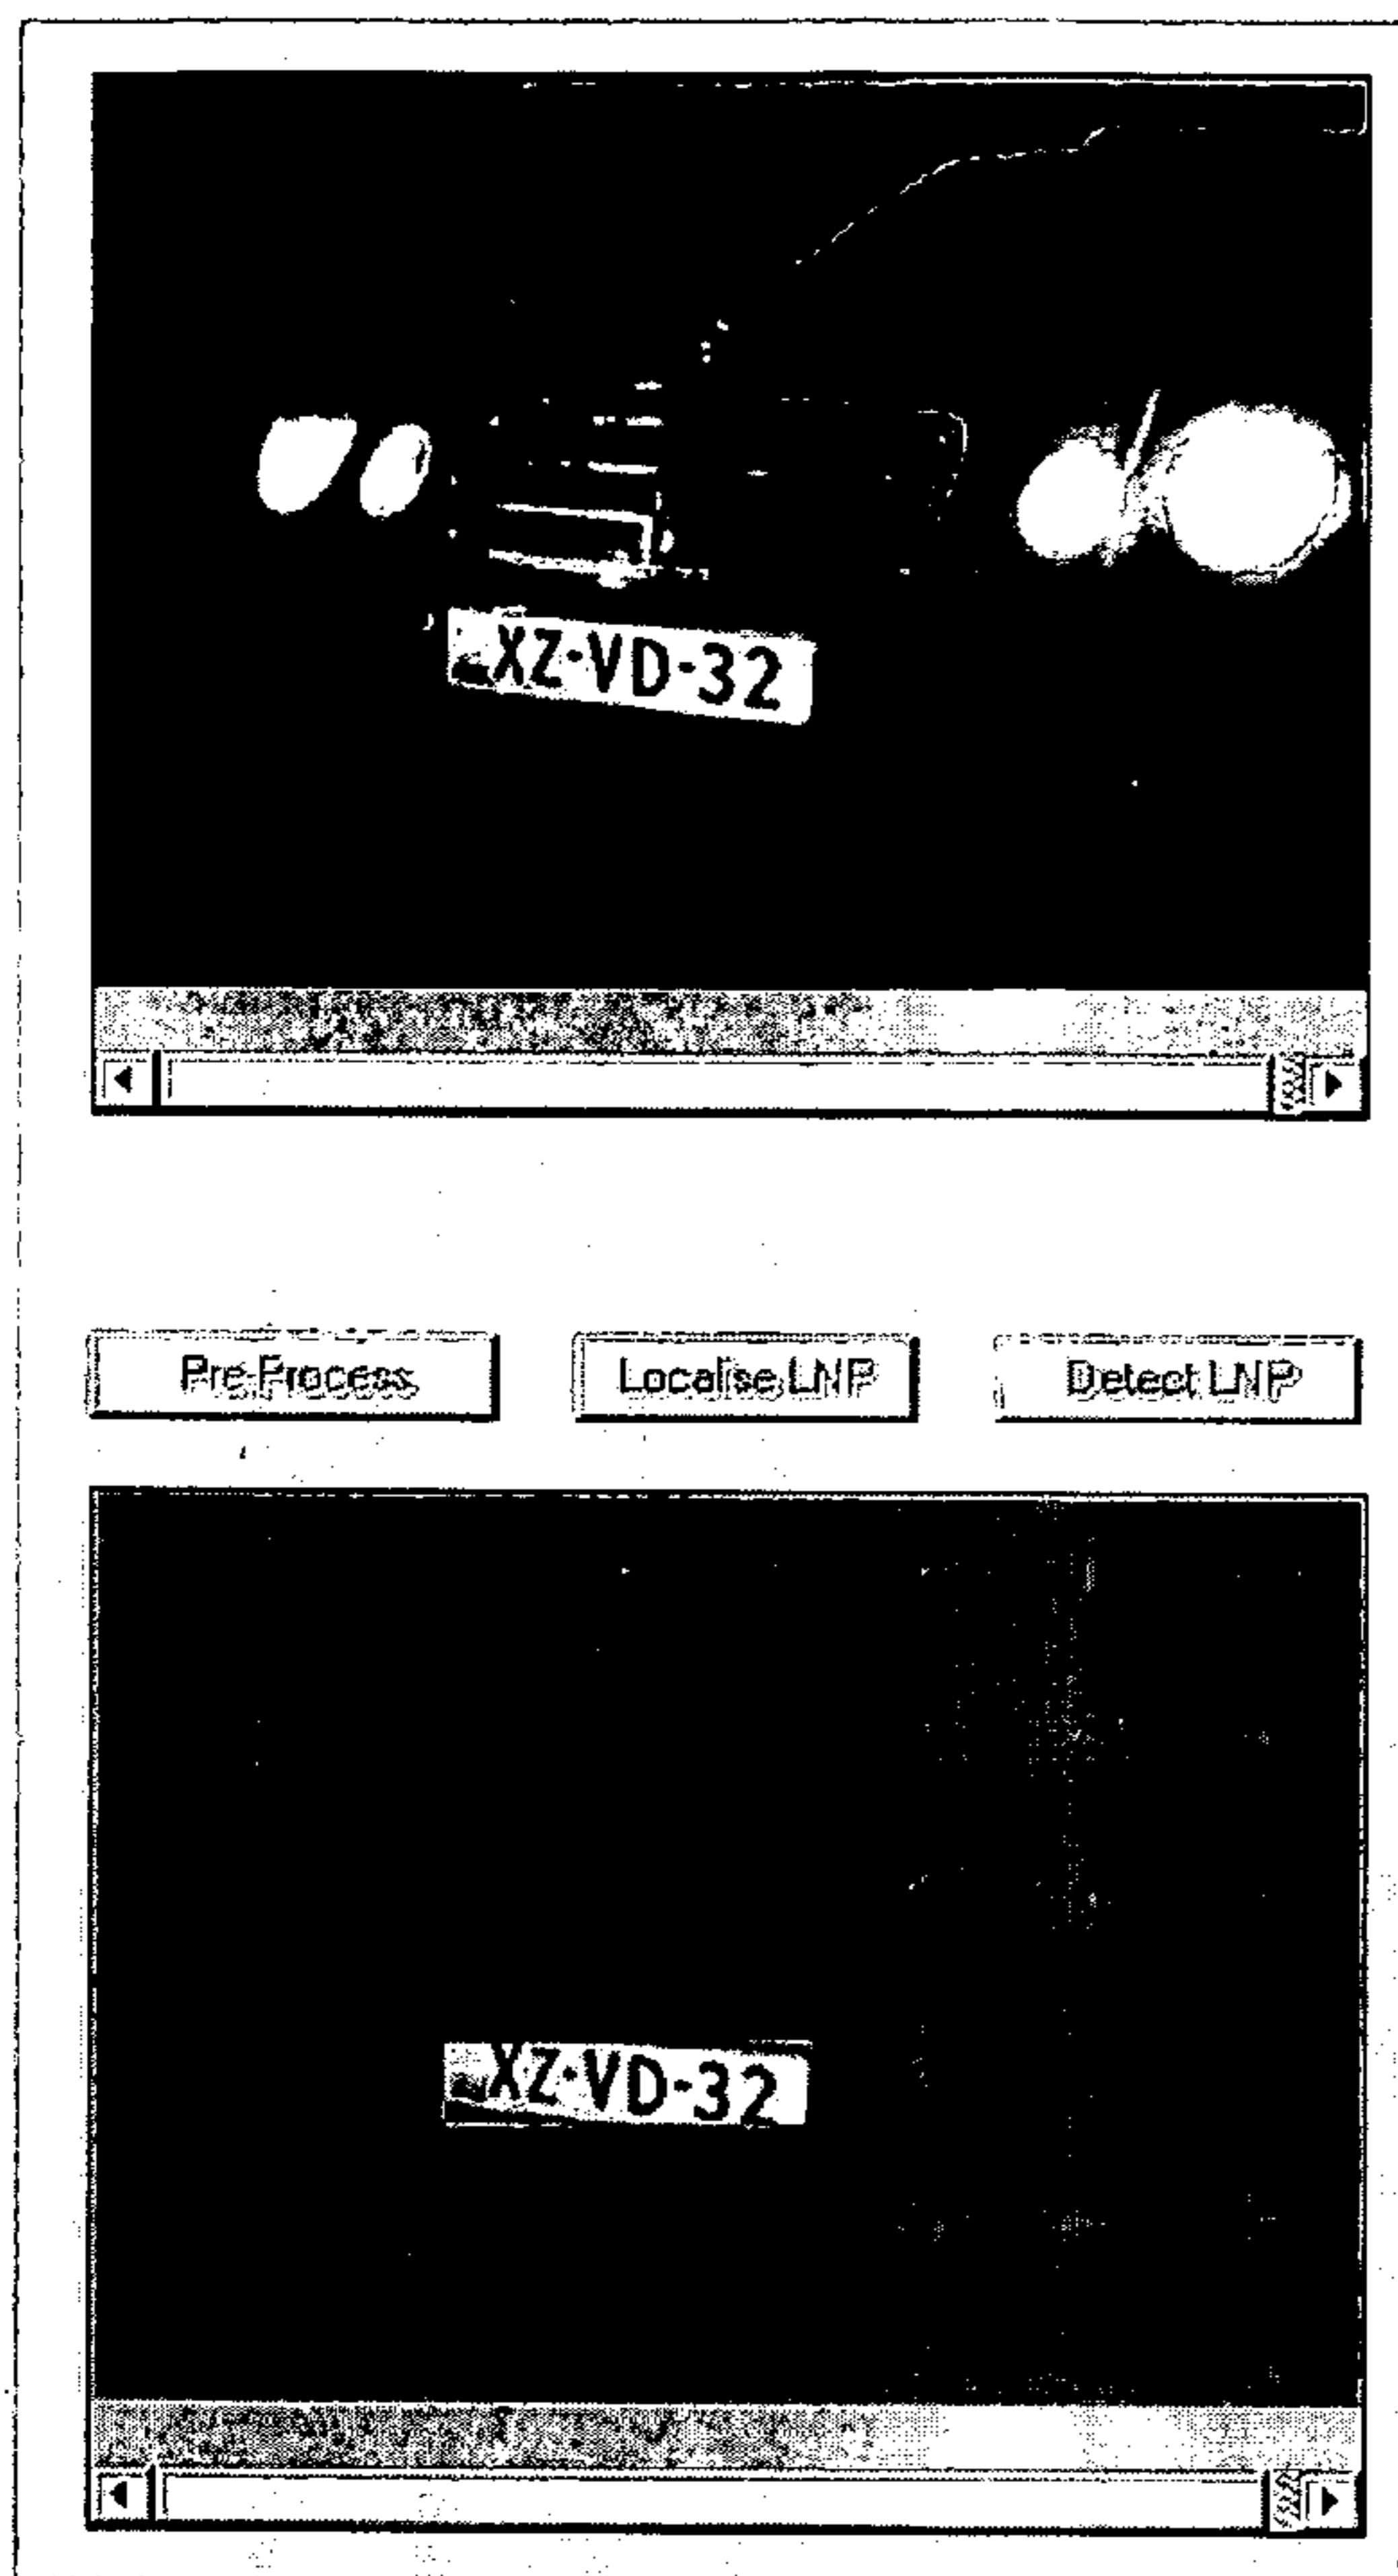 XZ·VD-32
Pre-Process
Localise LNP
Detect LNP
XZ·VD-32